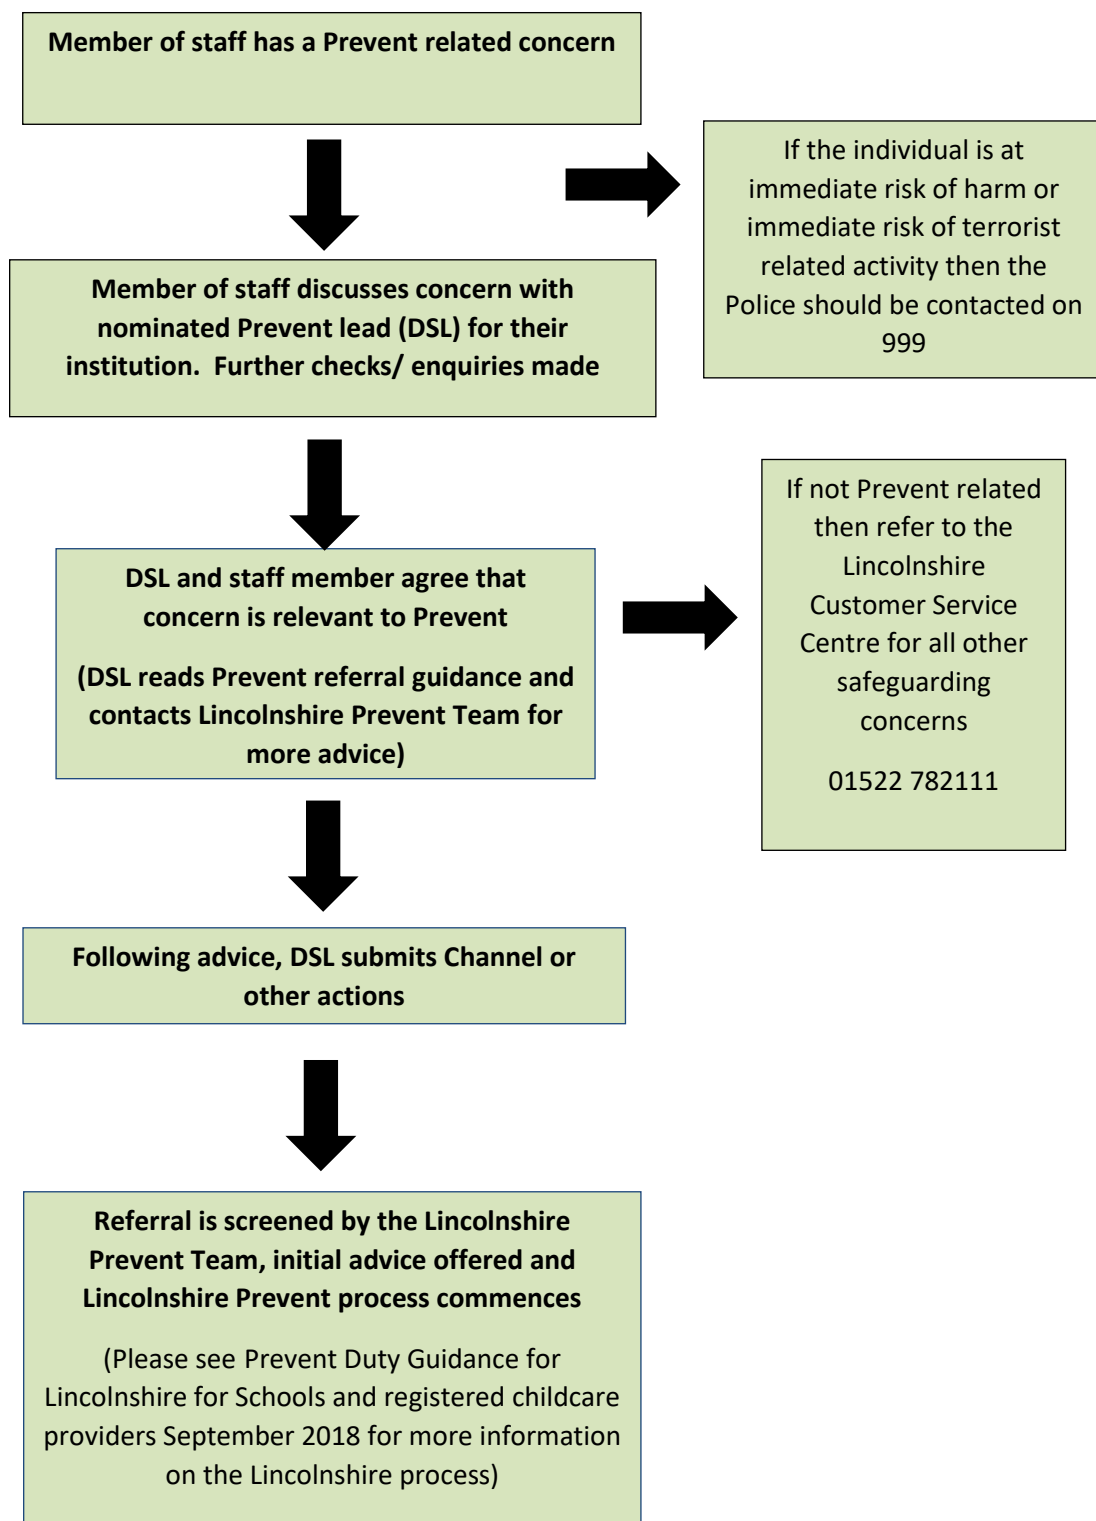 Member of staff has a Prevent related concern
If the individual is at
immediate risk of harm or
immediate risk of terrorist
related activity then the
Police should be contacted on
999
Member of staff discusses concern with
nominated Prevent lead (DSL) for their
institution.  Further checks/ enquiries made
If not Prevent related
then refer to the
Lincolnshire
Customer Service
Centre for all other
safeguarding
concerns
01522 782111
DSL and staff member agree that
concern is relevant to Prevent
(DSL reads Prevent referral guidance and
contacts Lincolnshire Prevent Team for
more advice)
Following advice, DSL submits Channel or
other actions
Referral is screened by the Lincolnshire
Prevent Team, initial advice offered and
Lincolnshire Prevent process commences
(Please see Prevent Duty Guidance for
Lincolnshire for Schools and registered childcare
providers September 2018 for more information
on the Lincolnshire process)